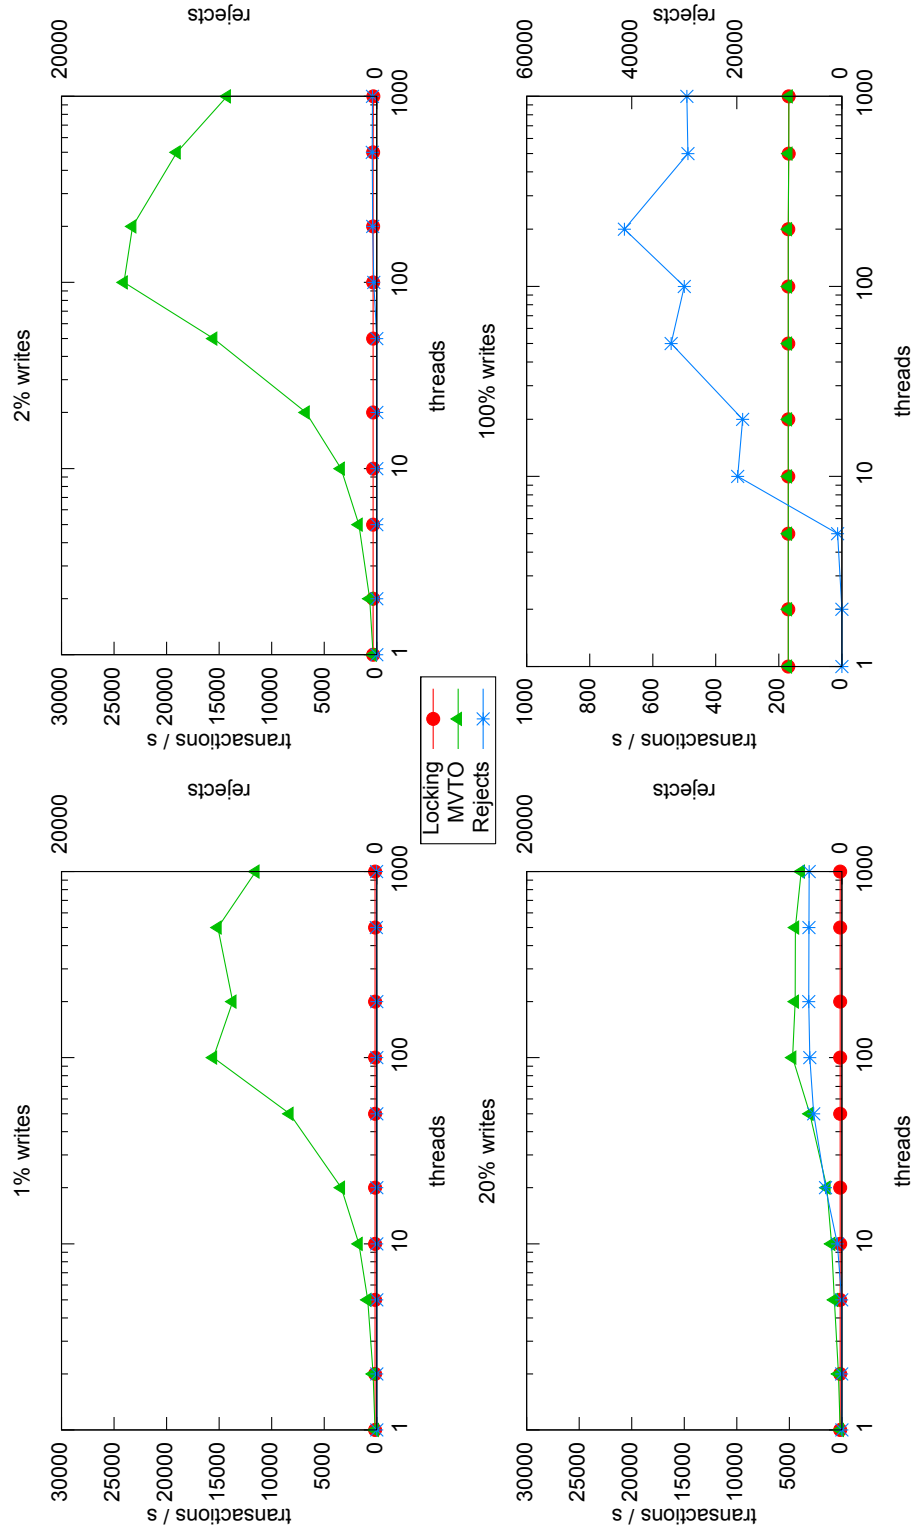 1% writes
30000
25000
20000
15000
10000
5000
0
transactions / s
1
10
100
1000
threads
20000
0
rejects
2% writes
30000
25000
20000
15000
10000
5000
0
transactions / s
1
10
100
1000
threads
20000
0
rejects
Locking
MVTO
Rejects
20% writes
30000
25000
20000
15000
10000
5000
0
transactions / s
1
10
100
1000
threads
20000
0
rejects
100% writes
1000
800
600
400
200
0
transactions / s
1
10
100
1000
threads
60000
40000
20000
0
rejects